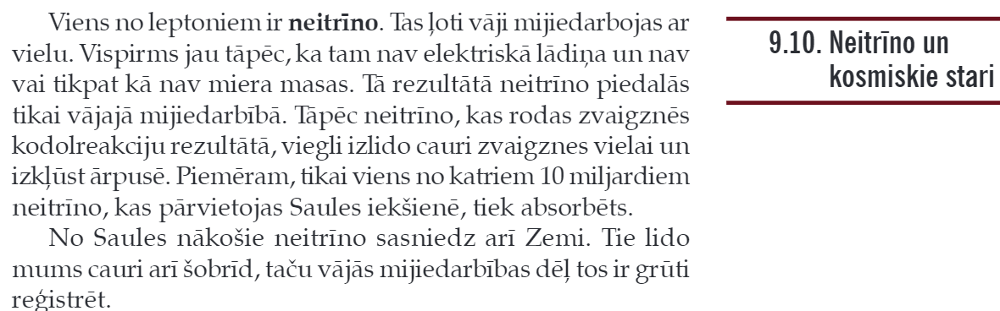 Viens no leptoniem ir neitrīno. Tas ļoti vāji mijiedarbojas ar
vielu. Vispirms jau tāpēc, ka tam nav elektriskā lādiņa un nav
vai tikpat kā nav miera masas. Tā rezultātā neitrīno piedalās
tikai vājajā mijiedarbībā. Tāpēc neitrīno, kas rodas zvaigznēs
kodolreakciju rezultātā, viegli izlido cauri zvaigznes vielai un
izkļūst ārpusē. Piemēram, tikai viens no katriem 10 miljardiem
neitrīno, kas pārvietojas Saules iekšienē, tiek absorbēts.
No Saules nākošie neitrīno sasniedz arī Zemi. Tie lido
mums cauri arī šobrīd, taču vājās mijiedarbības dēļ tos ir grūti
reģistrēt.
9.10. Neitrīno un
kosmiskie stari